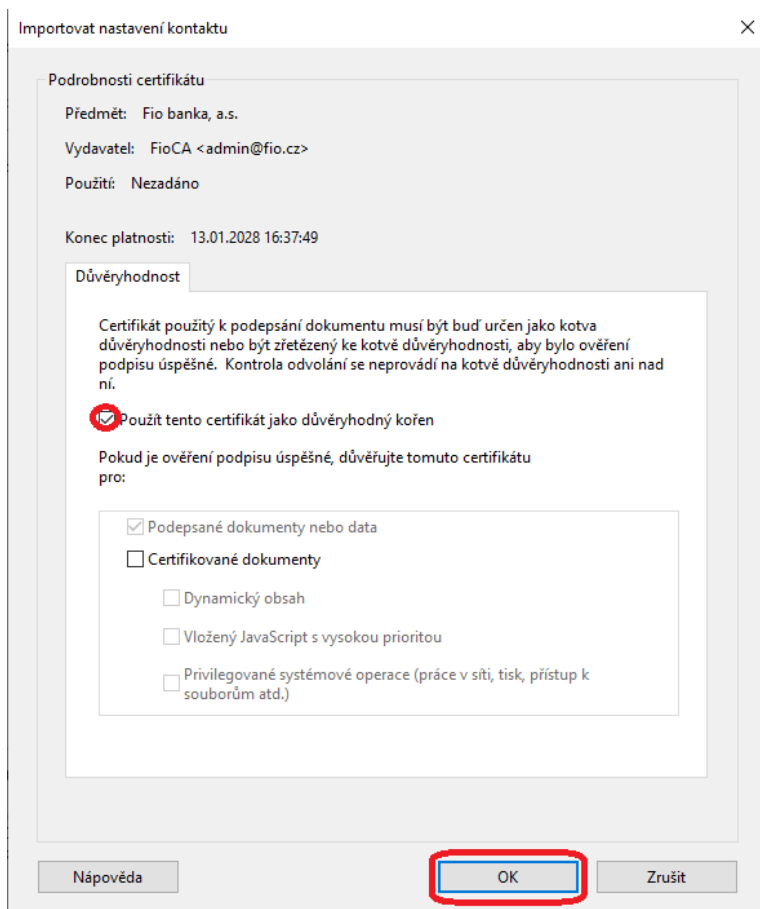 Importovat nastavení kontaktu
Podrobnosti certifikátu
Předmět: Fio banka, a.s.
Vydavatel: FioCA <admin@fio.cz>
Použití: Nezadáno
Konec platnosti: 13.01.2028 16:37:49
Důvěryhodnost
Certifikát použitý k podepsání dokumentu musí být buď určen jako kotva
důvěryhodnosti nebo být zřetězený ke kotvě důvěryhodnosti, aby bylo ověření
podpisu úspěšné. Kontrola odvolání se neprovádí na kotvě důvěryhodnosti ani nad
ní.
Použít tento certifikát jako důvěryhodný kořen
Pokud je ověření podpisu úspěšné, důvěřujte tomuto certifikátu
pro:
Podepsané dokumenty nebo data
Certifikované dokumenty
Dynamický obsah
Vložený JavaScript s vysokou prioritou
Privilegované systémové operace (práce v síti, tisk, přístup k
souborům atd.)
Nápověda
OK
Zrušit